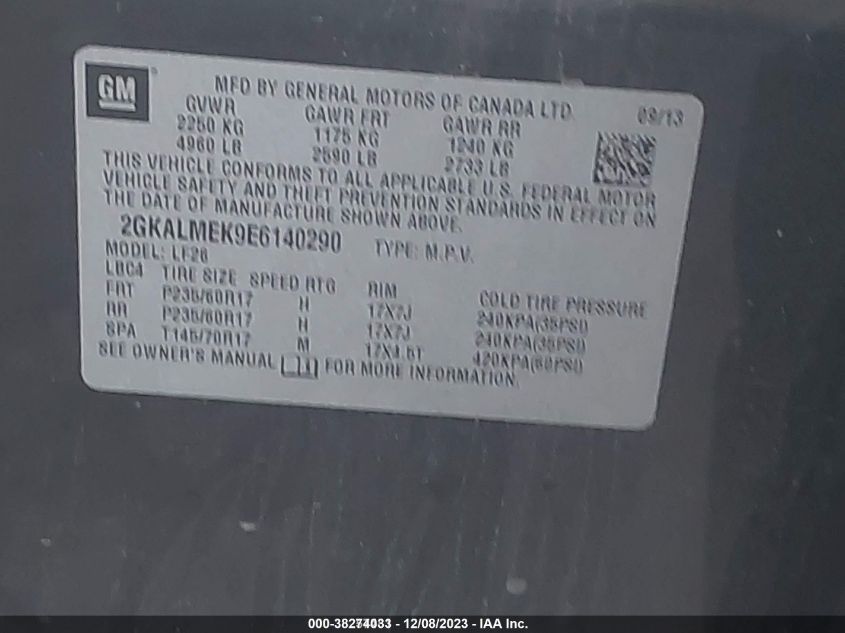 GM
MFD BY GENERAL MOTORS OF CANADA LTD
09/13
GVWR GAWR FRT GAWR RR
2250 KG 1175 KG 1240 KG
4960 LB 2590 LB 2733 LB
THIS VEHICLE CONFORMS TO ALL APPLICABLE U.S. FEDERAL MOTOR
VEHICLE SAFETY AND THEFT PREVENTION STANDARDS IN EFFECT ON
THE DATE OF MANUFACTURE SHOWN ABOVE.
2GKALMEK9E6140290 TYPE: M.P.V.
MODEL: LF26
LBC4 TIRE SIZE SPEED RTG RIM COLD TIRE PRESSURE
FRT P235/60R17 H 17X7J 240KPA(35PSI)
RR P235/60R17 H 17X7J 240KPA(35PSI)
SPA T145/70R17 M 17X4.5T 420KPA(60PSI)
SEE OWNER'S MANUAL FOR MORE INFORMATION.
12/08/2023 - IAA Inc.